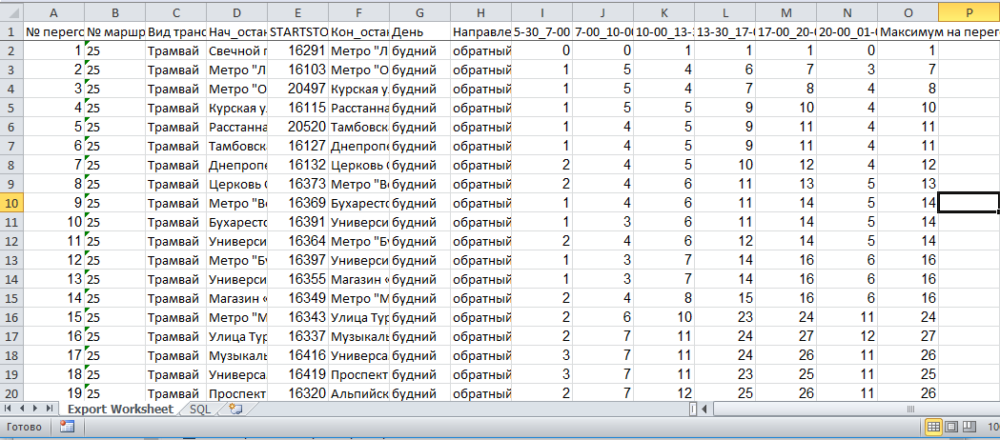 A B C D E F G H I J K L M N O P
1 № перего № маршр Вид транс Нач_остан STARTSTO Кон_остан День Направле 5-30_7-00 7-00_10-00 10-00_13-3 13-30_17-0 17-00_20-0 20-00_01-0 Максимум на перегоне
2 1 25 Трамвай Свечной п 16291 Метро "Л будний обратный 0 0 1 1 1 0 1
3 2 25 Трамвай Метро "Л 16103 Метро "О будний обратный 1 5 4 6 7 3 7
4 3 25 Трамвай Метро "О 20497 Курская у будний обратный 1 5 4 7 8 4 8
5 4 25 Трамвай Курская у 16115 Расстанна будний обратный 1 5 5 9 10 4 10
6 5 25 Трамвай Расстанна 20520 Тамбовск будний обратный 1 4 5 9 11 4 11
7 6 25 Трамвай Тамбовск 16127 Днепропе будний обратный 1 4 5 9 11 4 11
8 7 25 Трамвай Днепропе 16132 Церковь С будний обратный 2 4 5 10 12 4 12
9 8 25 Трамвай Церковь С 16373 Метро "Во будний обратный 2 4 6 11 13 5 13
10 9 25 Трамвай Метро "Во 16369 Бухарестс будний обратный 1 4 6 11 14 5 14
11 10 25 Трамвай Бухарестс 16391 Универси будний обратный 1 3 6 11 14 5 14
12 11 25 Трамвай Универси 16364 Метро "Бу будний обратный 2 4 6 12 14 5 14
13 12 25 Трамвай Метро "Бу 16397 Универси будний обратный 1 3 7 14 16 6 16
14 13 25 Трамвай Универси 16355 Магазин « будний обратный 1 3 7 14 16 6 16
15 14 25 Трамвай Магазин « 16349 Метро "М будний обратный 2 4 8 15 16 6 16
16 15 25 Трамвай Метро "М 16343 Улица Тур будний обратный 2 6 10 23 24 11 24
17 16 25 Трамвай Улица Тур 16337 Музыкаль будний обратный 2 7 11 24 27 12 27
18 17 25 Трамвай Музыкаль 16416 Универса будний обратный 3 7 11 24 26 11 26
19 18 25 Трамвай Универса 16419 Проспект будний обратный 3 7 11 23 25 11 25
20 19 25 Трамвай Проспект 16320 Альпийск будний обратный 2 7 12 25 26 11 26
Export Worksheet SQL
Готово 10